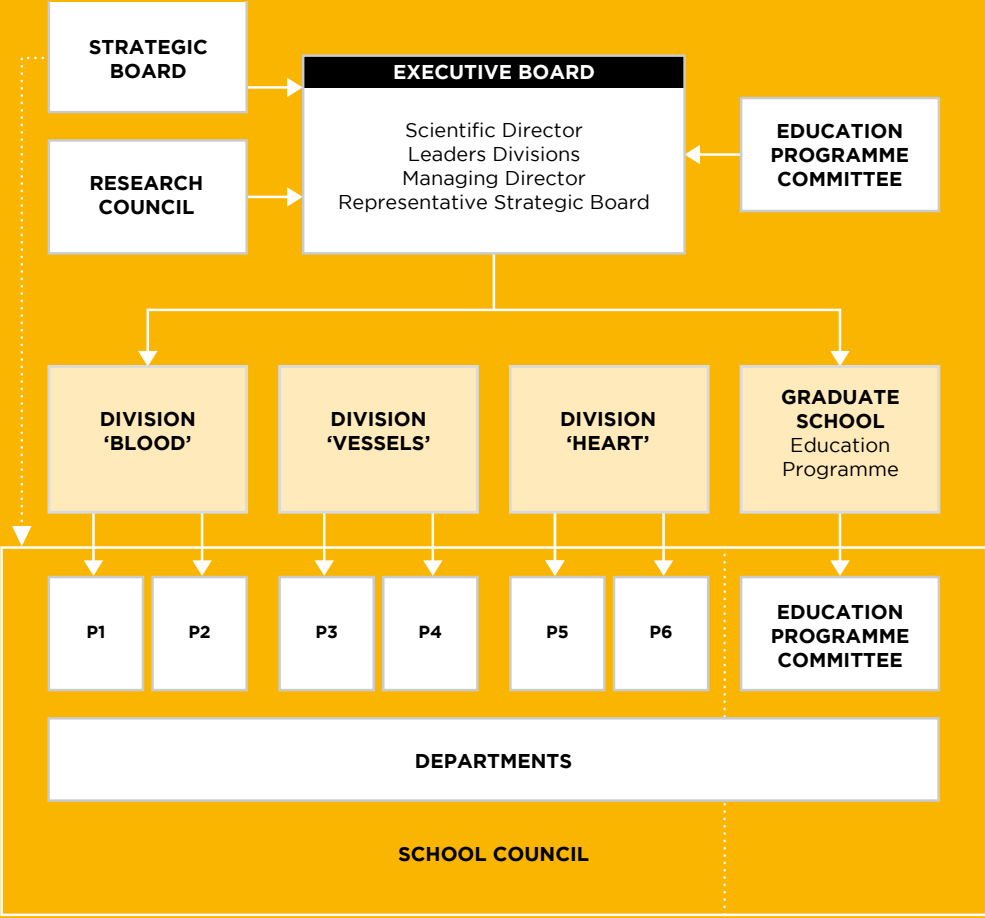 STRATEGIC
BOARD
EXECUTIVE BOARD
Scientific Director
Leaders Divisions
Managing Director
Representative Strategic Board
EDUCATION
PROGRAMME
COMMITTEE
RESEARCH
COUNCIL
DIVISION
‘BLOOD’
DIVISION
‘VESSELS’
DIVISION
‘HEART’
GRADUATE
SCHOOL
Education
Programme
P1
P2
P3
P4
P5
P6
EDUCATION
PROGRAMME
COMMITTEE
DEPARTMENTS
SCHOOL COUNCIL